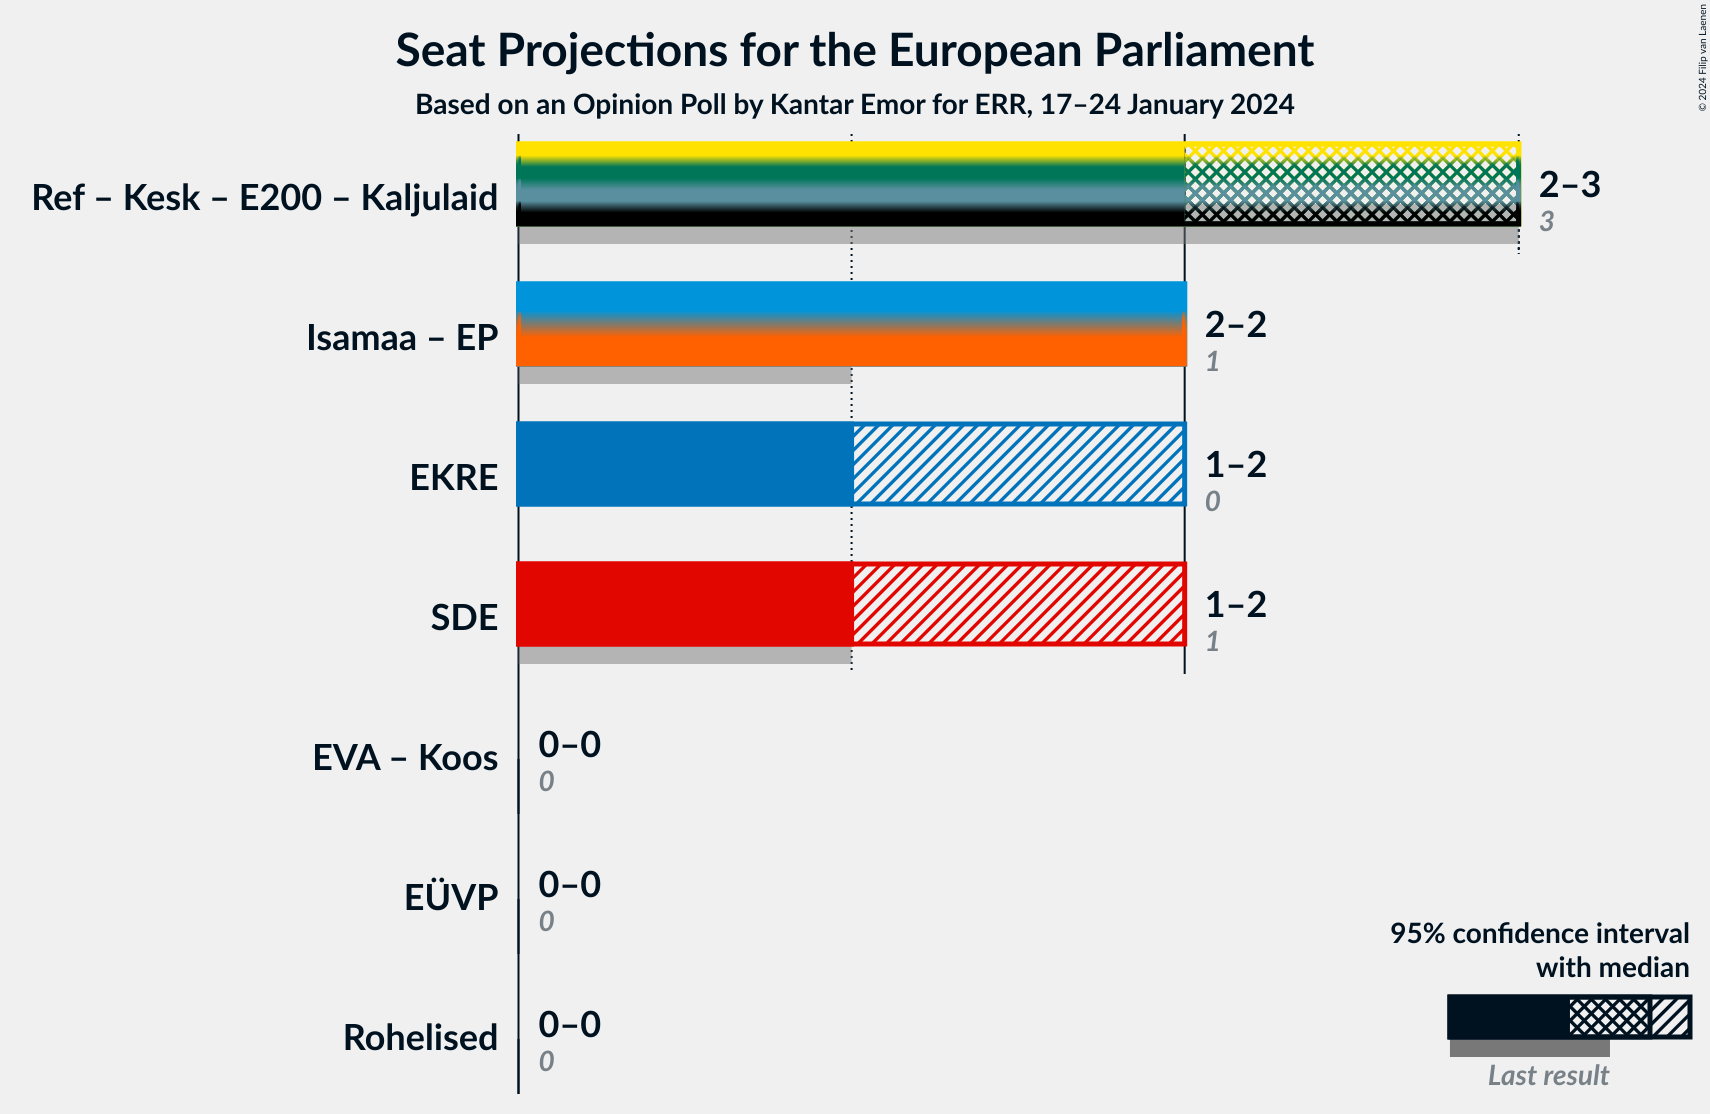 Seat Projections for the European Parliament
Based on an Opinion Poll by Kantar Emor for ERR, 17–24 January 2024
© 2024 Filip van Laenen
Ref – Kesk – E200 – Kaljulaid
2–3
3
Isamaa – EP
2–2
1
EKRE
1–2
0
SDE
1–2
1
EVA – Koos
0–0
0
EÜVP
0–0
0
Rohelised
0–0
0
95% confidence interval
with median
Last result